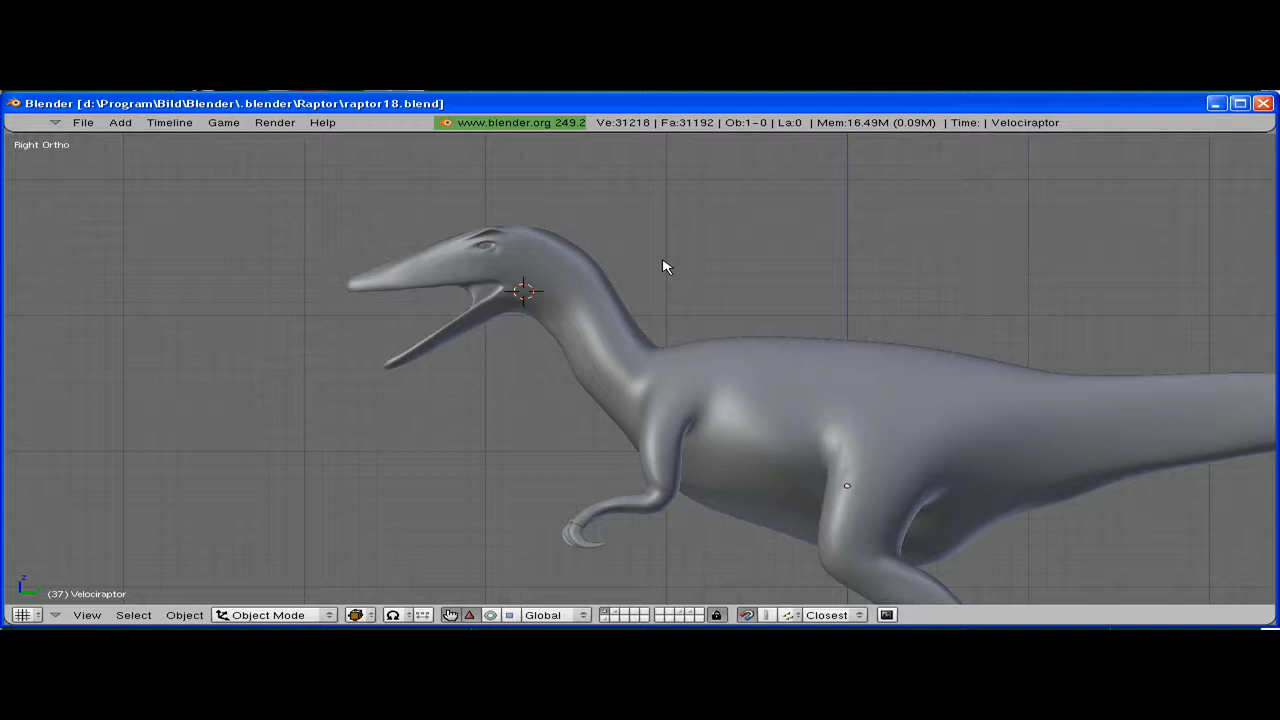 Blender [d:\Program\Bild\Blender\.blender\Raptor\raptor18.blend]
File Add Timeline Game Render Help www.blender.org 249.2 Ve:31218 | Fa:31192 | Ob:1-0 | La:0 | Mem:16.49M (0.09M) | Time: | Velociraptor
Right Ortho
z
(37) Velociraptor
View Select Object Object Mode Global Closest